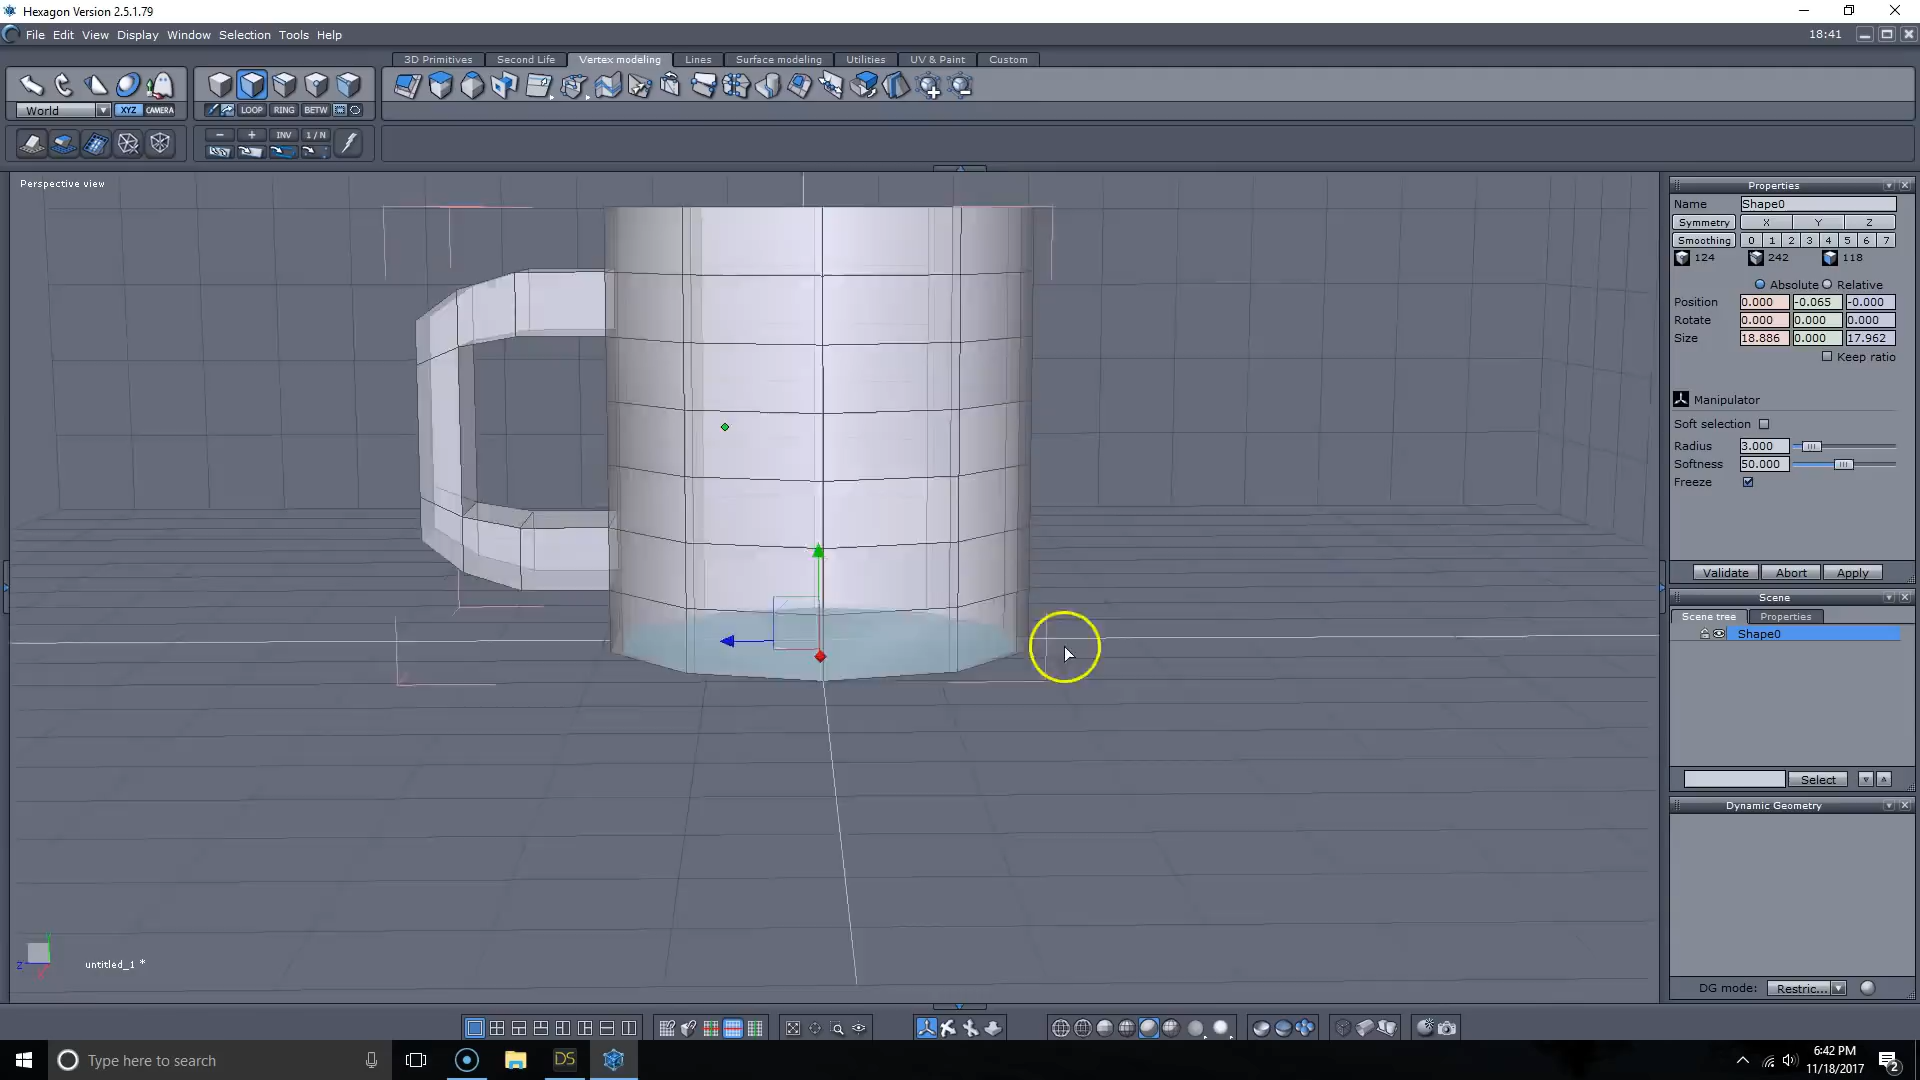 Hexagon Version 2.5.1.79
File Edit View Display Window Selection Tools Help
18:41
3D Primitives Second Life Vertex modeling Lines Surface modeling Utilities UV & Paint Custom
World XYZ CAMERA
LOOP RING BETW
- + INV 1 / N
Perspective view
Properties
Name Shape0
Symmetry X Y Z
Smoothing 0 1 2 3 4 5 6 7
124 242 118
Absolute Relative
Position 0.000 -0.065 -0.000
Rotate 0.000 0.000 0.000
Size 18.886 0.000 17.962
Keep ratio
Manipulator
Soft selection
Radius 3.000
Softness 50.000
Freeze
Validate Abort Apply
Scene
Scene tree Properties
Shape0
Select
Dynamic Geometry
DG mode: Restric...
z
untitled_1 *
Type here to search
DS
6:42 PM
11/18/2017
2